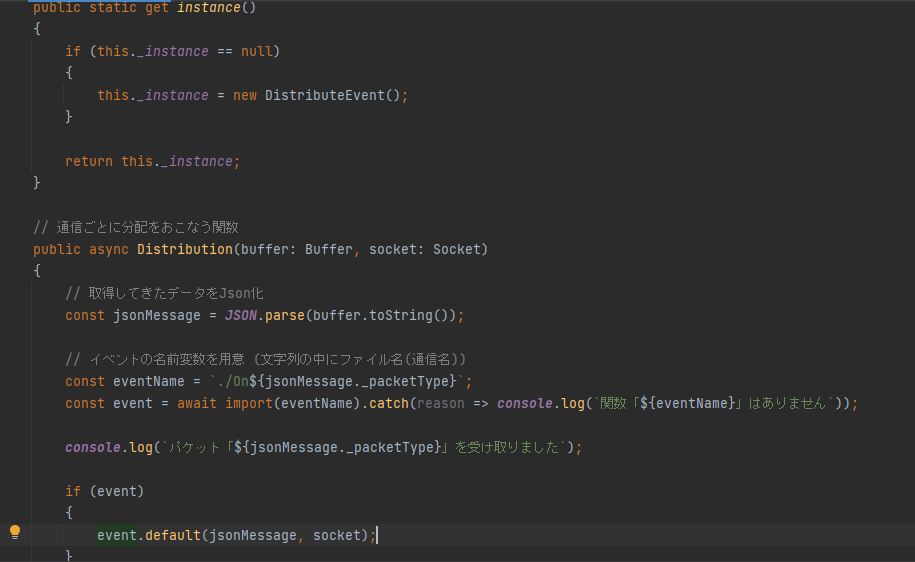 public static get instance()
{
if (this._instance == null)
{
this._instance = new DistributeEvent();
}
return this._instance;
}
// 通信ごとに分配をおこなう関数
public async Distribution(buffer: Buffer, socket: Socket)
{
// 取得してきたデータをJson化
const jsonMessage = JSON.parse(buffer.toString());
// イベントの名前変数を用意 (文字列の中にファイル名(通信名))
const eventName = `./On${jsonMessage._packetType}`;
const event = await import(eventName).catch(reason => console.log(`関数「${eventName}」はありません`));
console.log(`パケット「${jsonMessage._packetType}」を受け取りました`);
if (event)
{
event.default(jsonMessage, socket);
}